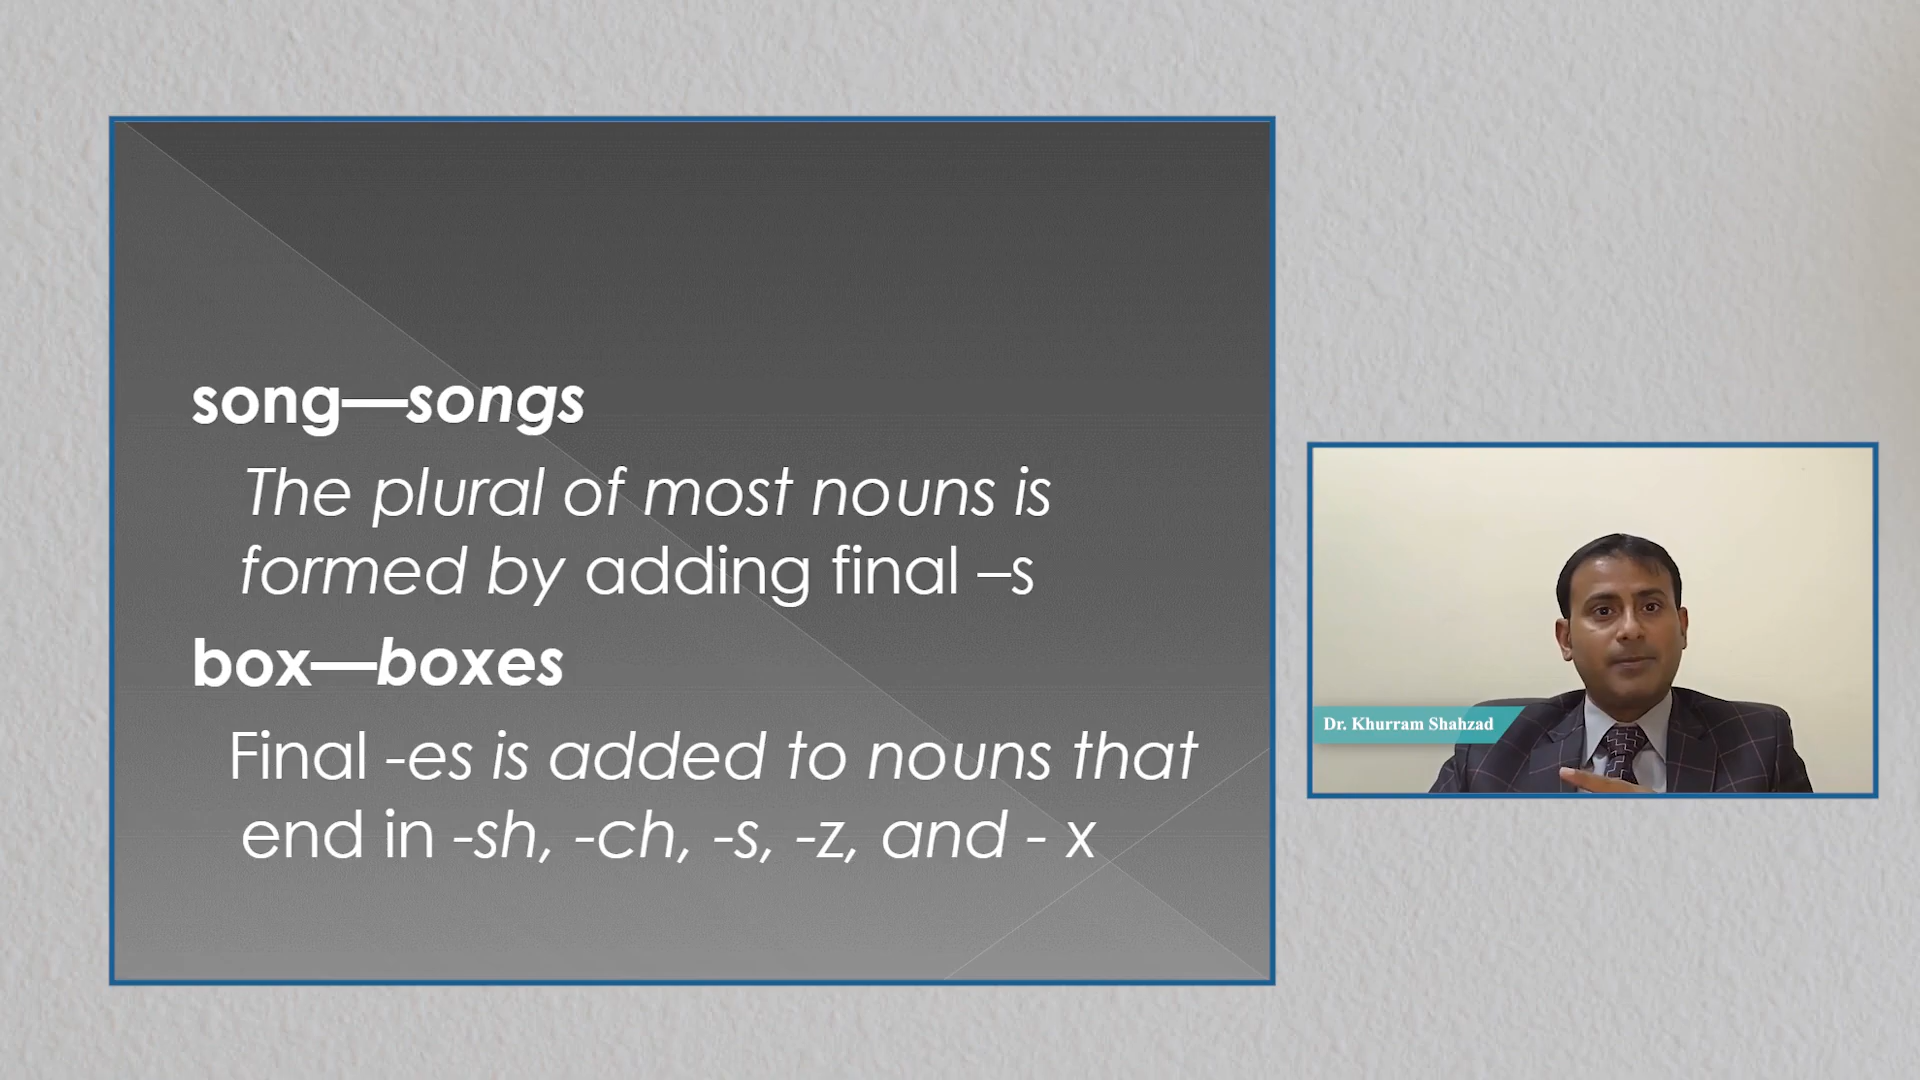 song—songs
The plural of most nouns is
formed by adding final –s
box—boxes
Final -es is added to nouns that
end in -sh, -ch, -s, -z, and - x
Dr. Khurram Shahzad